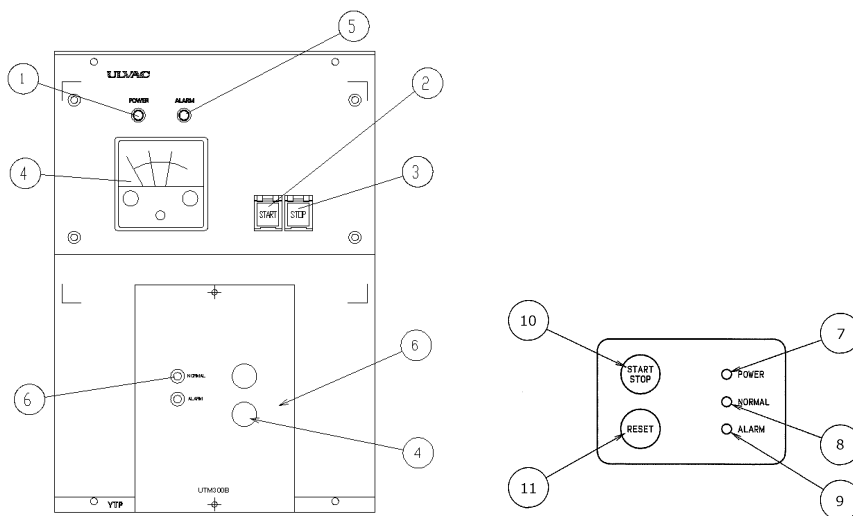 5
ULVAC
1
2
POWER
ALARM
4
3
START
STOP
10
7
6
START
STOP
POWER
6
NORMAL
NORMAL
ALARM
RESET
ALARM
8
4
UTM300B
11
9
YTP